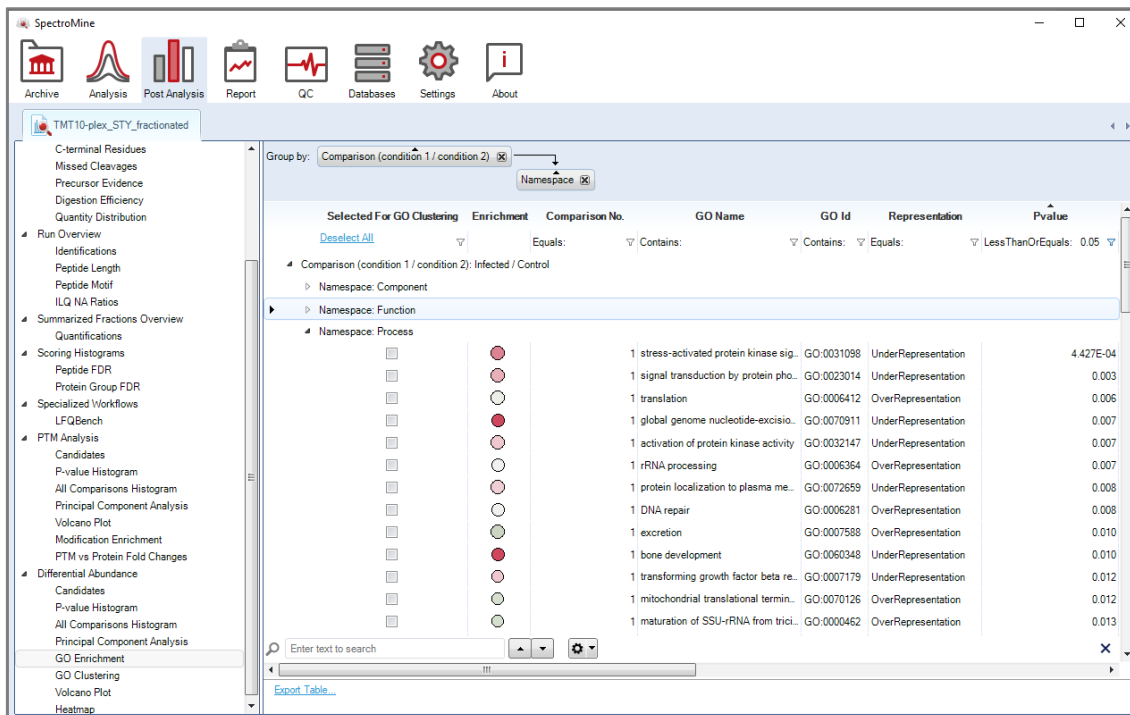 SpectroMine
Archive Analysis Post Analysis Report QC Databases Settings About
TMT10-plex_STY_fractionated
C-terminal Residues
Missed Cleavages
Precursor Evidence
Digestion Efficiency
Quantity Distribution
Run Overview
Identifications
Peptide Length
Peptide Motif
ILQ NA Ratios
Summarized Fractions Overview
Quantifications
Scoring Histograms
Peptide FDR
Protein Group FDR
Specialized Workflows
LFQBench
PTM Analysis
Candidates
P-value Histogram
All Comparisons Histogram
Principal Component Analysis
Volcano Plot
Modification Enrichment
PTM vs Protein Fold Changes
Differential Abundance
Candidates
P-value Histogram
All Comparisons Histogram
Principal Component Analysis
GO Enrichment
GO Clustering
Volcano Plot
Heatmap
Group by: Comparison (condition 1 / condition 2)
Namespace
Selected For GO Clustering Enrichment Comparison No. GO Name GO Id Representation Pvalue
Deselect All Equals: Contains: Contains: Equals: LessThanOrEquals: 0.05
Comparison (condition 1 / condition 2): Infected / Control
Namespace: Component
Namespace: Function
Namespace: Process
1 stress-activated protein kinase sig... GO:0031098 UnderRepresentation 4.427E-04
1 signal transduction by protein pho... GO:0023014 UnderRepresentation 0.003
1 translation GO:0006412 OverRepresentation 0.006
1 global genome nucleotide-excisio... GO:0070911 UnderRepresentation 0.007
1 activation of protein kinase activity GO:0032147 UnderRepresentation 0.007
1 rRNA processing GO:0006364 OverRepresentation 0.007
1 protein localization to plasma me... GO:0072659 UnderRepresentation 0.008
1 DNA repair GO:0006281 OverRepresentation 0.008
1 excretion GO:0007588 OverRepresentation 0.010
1 bone development GO:0060348 UnderRepresentation 0.010
1 transforming growth factor beta re... GO:0007179 UnderRepresentation 0.012
1 mitochondrial translational termin... GO:0070126 OverRepresentation 0.012
1 maturation of SSU-rRNA from trici... GO:0000462 OverRepresentation 0.013
Enter text to search
Export Table...